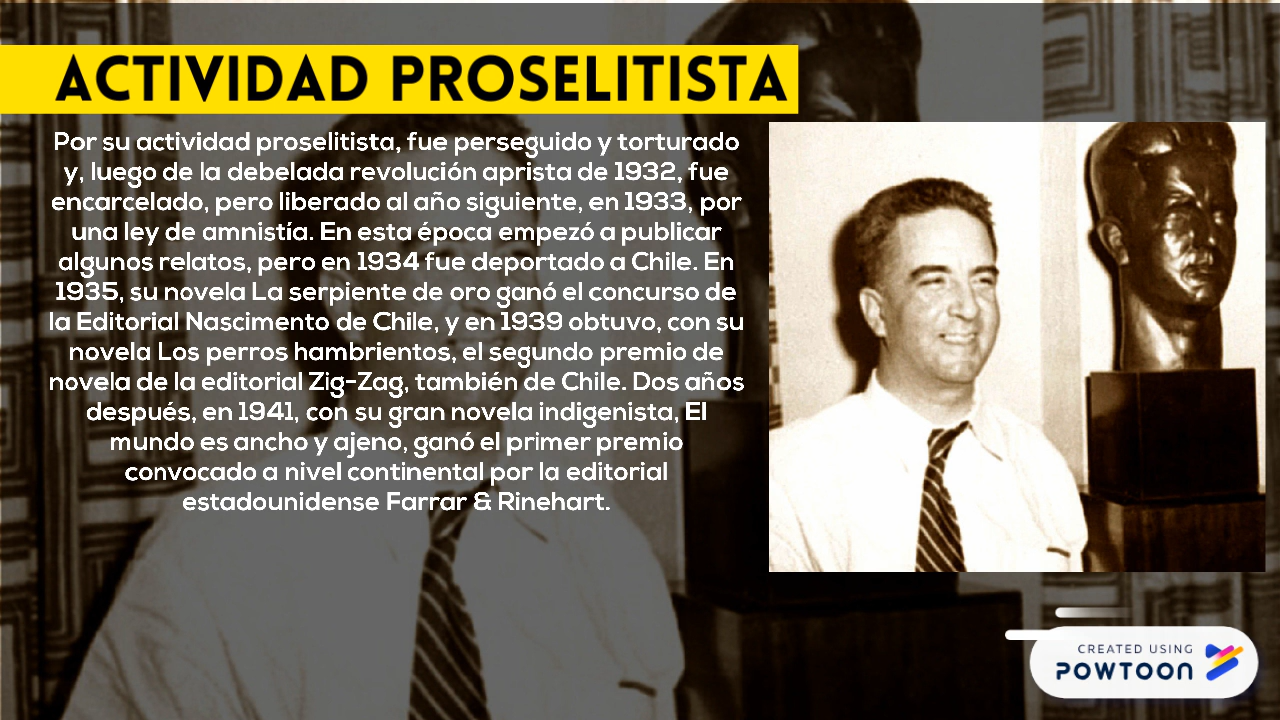 ACTIVIDAD PROSELITISTA
Por su actividad proselitista, fue perseguido y torturado
y, luego de la debelada revolución aprista de 1932, fue
encarcelado, pero liberado al año siguiente, en 1933, por
una ley de amnistía. En esta época empezó a publicar
algunos relatos, pero en 1934 fue deportado a Chile. En
1935, su novela La serpiente de oro ganó el concurso de
la Editorial Nascimento de Chile, y en 1939 obtuvo, con su
novela Los perros hambrientos, el segundo premio de
novela de la editorial Zig-Zag, también de Chile. Dos años
después, en 1941, con su gran novela indigenista, El
mundo es ancho y ajeno, ganó el primer premio
convocado a nivel continental por la editorial
estadounidense Farrar & Rinehart.
CREATED USING
POWTOON